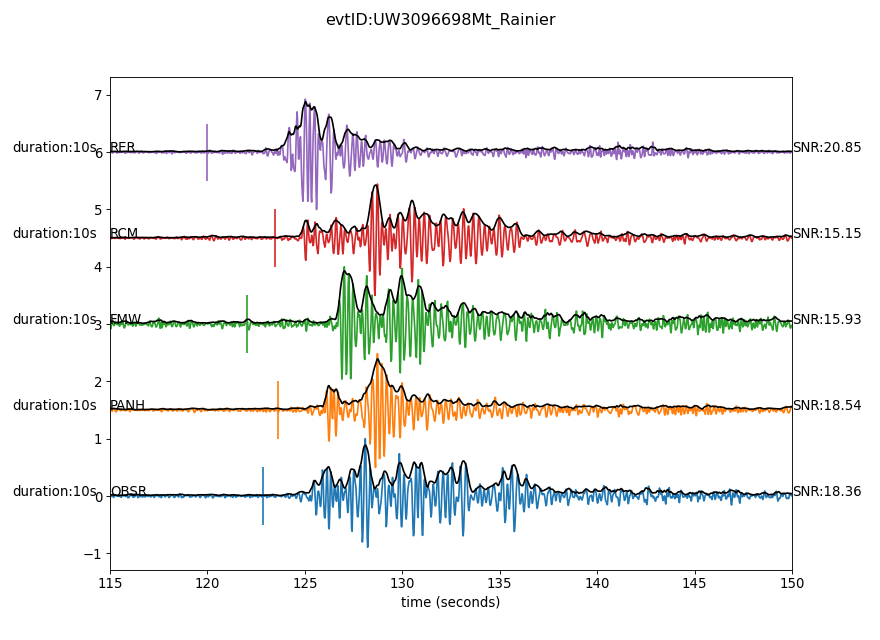 evtID:UW3096698Mt_Rainier
7
duration:10s RER 6 SNR:20.85
5
duration:10s RCM SNR:15.15
4
duration:10s FMW 3 SNR:15.93
2
duration:10s PANH SNR:18.54
1
duration:10s OBSR 0 SNR:18.36
−1
115 120 125 130 135 140 145 150
time (seconds)